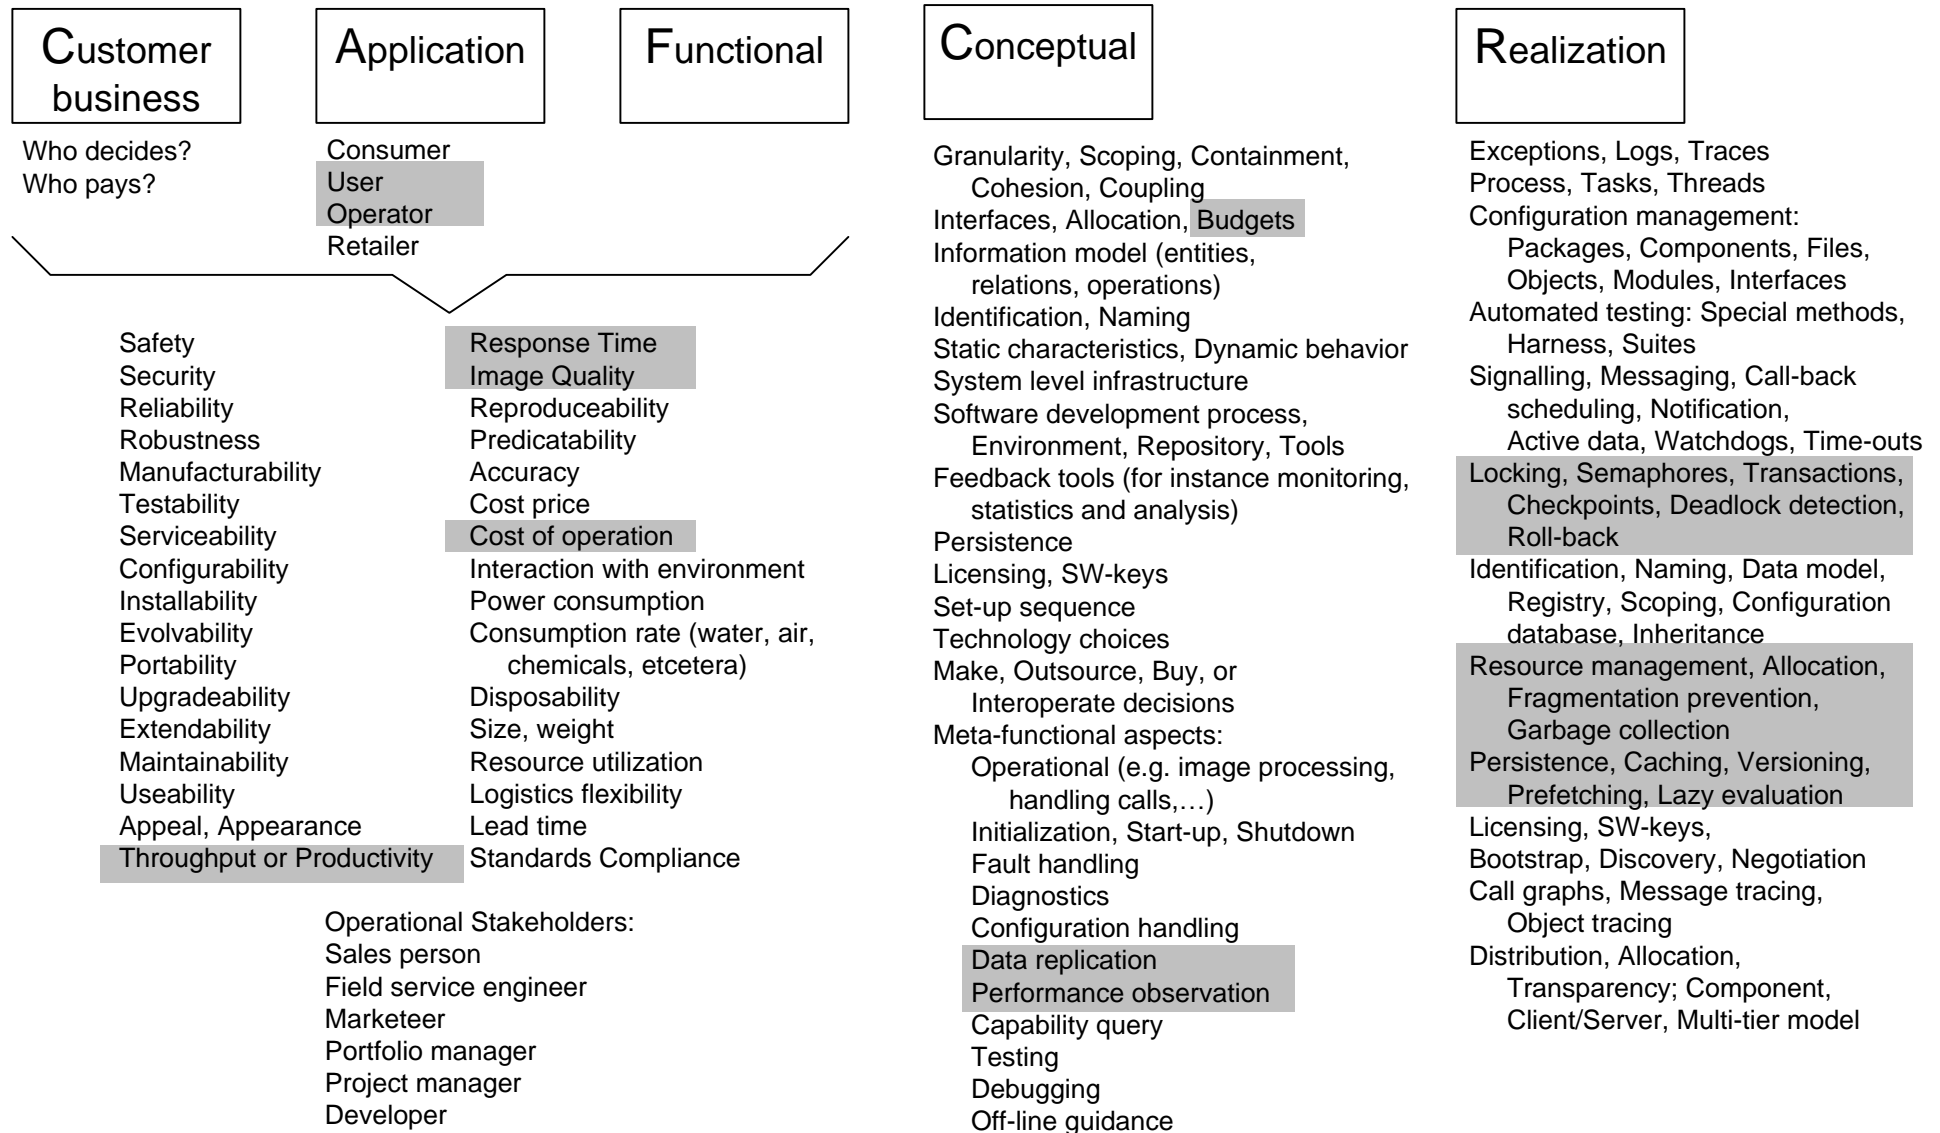 Customer
business
Application
Functional
Conceptual
Realization
Who decides?
Who pays?
Consumer
User
Operator
Retailer
Safety
Security
Reliability
Robustness
Manufacturability
Testability
Serviceability
Configurability
Installability
Evolvability
Portability
Upgradeability
Extendability
Maintainability
Useability
Appeal, Appearance
Throughput or Productivity
Response Time
Image Quality
Reproduceability
Predicatability
Accuracy
Cost price
Cost of operation
Interaction with environment
Power consumption
Consumption rate (water, air,
chemicals, etcetera)
Disposability
Size, weight
Resource utilization
Logistics flexibility
Lead time
Standards Compliance
Operational Stakeholders:
Sales person
Field service engineer
Marketeer
Portfolio manager
Project manager
Developer
Granularity, Scoping, Containment,
Cohesion, Coupling
Interfaces, Allocation, Budgets
Information model (entities,
relations, operations)
Identification, Naming
Static characteristics, Dynamic behavior
System level infrastructure
Software development process,
Environment, Repository, Tools
Feedback tools (for instance monitoring,
statistics and analysis)
Persistence
Licensing, SW-keys
Set-up sequence
Technology choices
Make, Outsource, Buy, or
Interoperate decisions
Meta-functional aspects:
Operational (e.g. image processing,
handling calls,…)
Initialization, Start-up, Shutdown
Fault handling
Diagnostics
Configuration handling
Data replication
Performance observation
Capability query
Testing
Debugging
Off-line guidance
Exceptions, Logs, Traces
Process, Tasks, Threads
Configuration management:
Packages, Components, Files,
Objects, Modules, Interfaces
Automated testing: Special methods,
Harness, Suites
Signalling, Messaging, Call-back
scheduling, Notification,
Active data, Watchdogs, Time-outs
Locking, Semaphores, Transactions,
Checkpoints, Deadlock detection,
Roll-back
Identification, Naming, Data model,
Registry, Scoping, Configuration
database, Inheritance
Resource management, Allocation,
Fragmentation prevention,
Garbage collection
Persistence, Caching, Versioning,
Prefetching, Lazy evaluation
Licensing, SW-keys,
Bootstrap, Discovery, Negotiation
Call graphs, Message tracing,
Object tracing
Distribution, Allocation,
Transparency; Component,
Client/Server, Multi-tier model